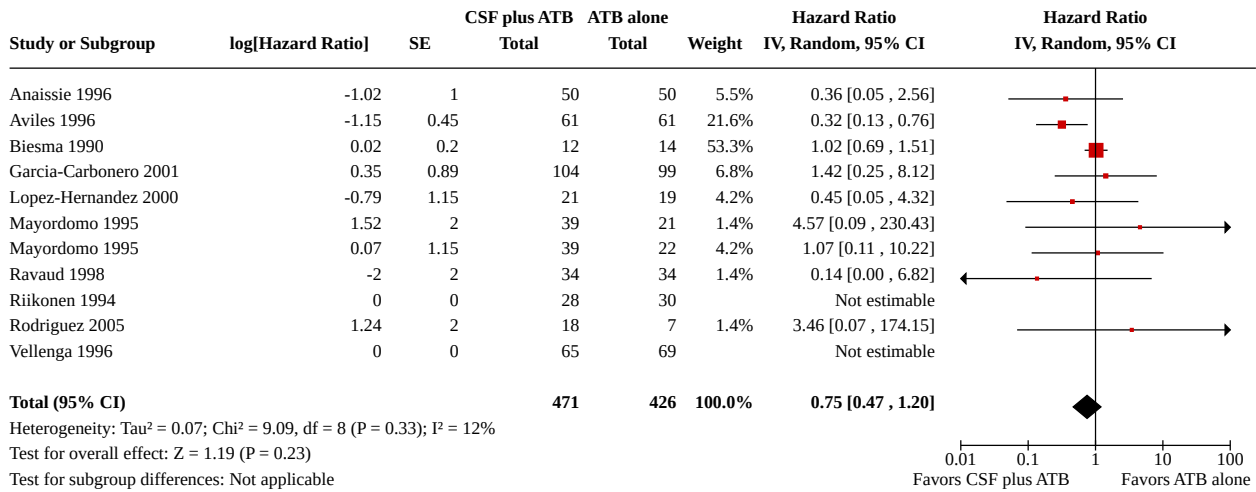 CSF plus ATB ATB alone Hazard Ratio Hazard Ratio
Study or Subgroup log[Hazard Ratio] SE Total Total Weight IV, Random, 95% CI IV, Random, 95% CI
Anaissie 1996 -1.02 1 50 50 5.5% 0.36 [0.05 , 2.56]
Aviles 1996 -1.15 0.45 61 61 21.6% 0.32 [0.13 , 0.76]
Biesma 1990 0.02 0.2 12 14 53.3% 1.02 [0.69 , 1.51]
Garcia-Carbonero 2001 0.35 0.89 104 99 6.8% 1.42 [0.25 , 8.12]
Lopez-Hernandez 2000 -0.79 1.15 21 19 4.2% 0.45 [0.05 , 4.32]
Mayordomo 1995 1.52 2 39 21 1.4% 4.57 [0.09 , 230.43]
Mayordomo 1995 0.07 1.15 39 22 4.2% 1.07 [0.11 , 10.22]
Ravaud 1998 -2 2 34 34 1.4% 0.14 [0.00 , 6.82]
Riikonen 1994 0 0 28 30 Not estimable
Rodriguez 2005 1.24 2 18 7 1.4% 3.46 [0.07 , 174.15]
Vellenga 1996 0 0 65 69 Not estimable
Total (95% CI) 471 426 100.0% 0.75 [0.47 , 1.20]
Heterogeneity: Tau² = 0.07; Chi² = 9.09, df = 8 (P = 0.33); I² = 12%
Test for overall effect: Z = 1.19 (P = 0.23)
Test for subgroup differences: Not applicable
0.01 0.1 1 10 100
Favors CSF plus ATB Favors ATB alone